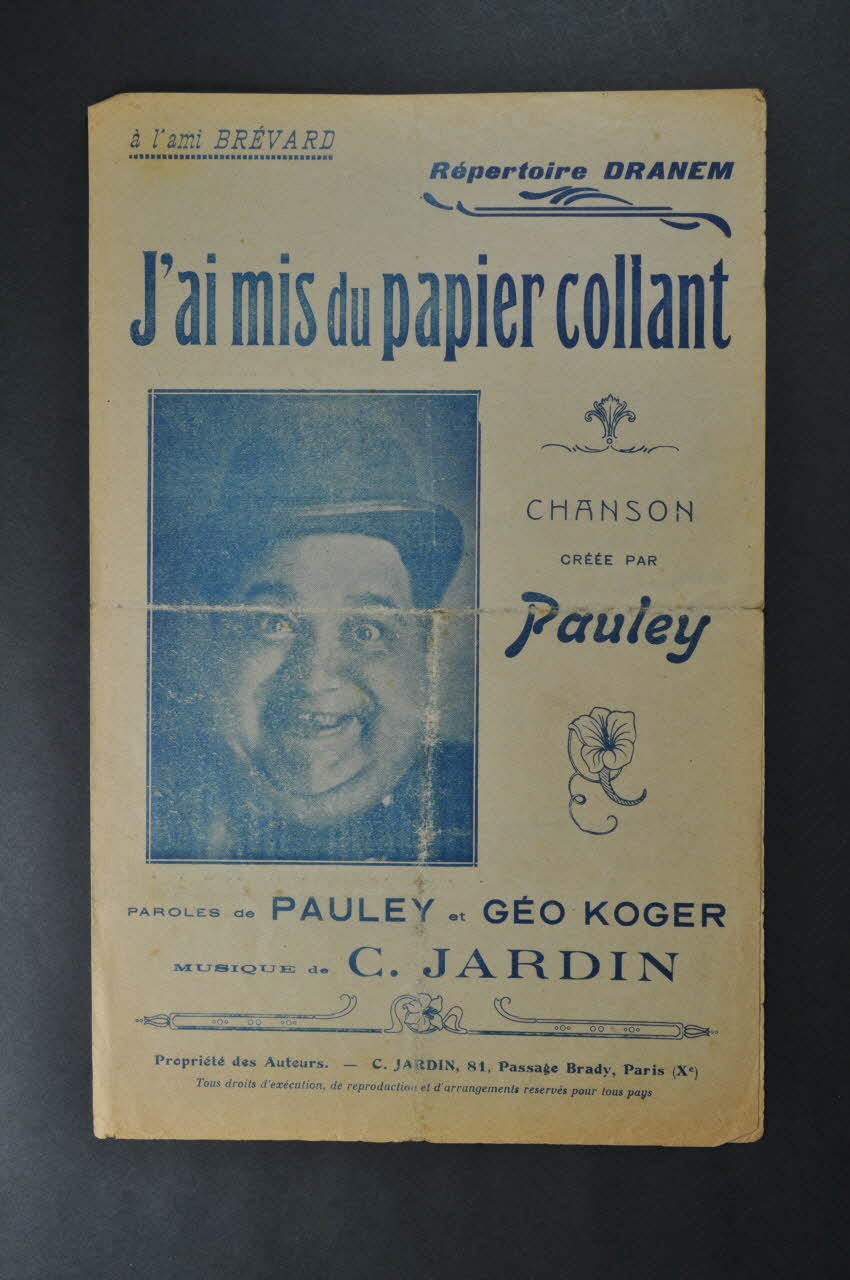 à l'ami BRÉVARD
Répertoire DRANEM
J'ai mis du papier collant
CHANSON
CRÉÉE PAR
Pauley
PAROLES de PAULEY et GÉO KOGER
MUSIQUE de C. JARDIN
Propriété des Auteurs. — C. JARDIN, 81, Passage Brady, Paris (Xe)
Tous droits d'exécution, de reproduction et d'arrangements reservés pour tous pays